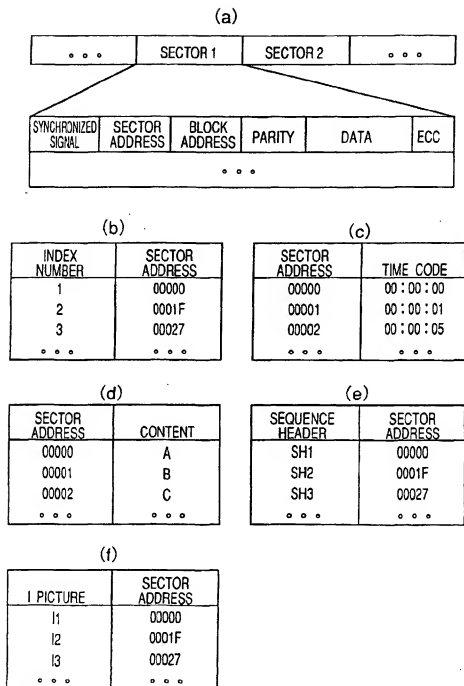 (a)
∘ ∘ ∘ SECTOR 1 SECTOR 2 ∘ ∘ ∘
SYNCHRONIZED SIGNAL SECTOR ADDRESS BLOCK ADDRESS PARITY DATA ECC
∘ ∘ ∘
(b)
INDEX NUMBER SECTOR ADDRESS
1 00000
2 0001F
3 00027
∘ ∘ ∘ ∘ ∘ ∘
(c)
SECTOR ADDRESS TIME CODE
00000 00:00:00
00001 00:00:01
00002 00:00:05
∘ ∘ ∘ ∘ ∘ ∘
(d)
SECTOR ADDRESS CONTENT
00000 A
00001 B
00002 C
∘ ∘ ∘ ∘ ∘ ∘
(e)
SEQUENCE HEADER SECTOR ADDRESS
SH1 00000
SH2 0001F
SH3 00027
∘ ∘ ∘ ∘ ∘ ∘
(f)
I PICTURE SECTOR ADDRESS
I1 00000
I2 0001F
I3 00027
∘ ∘ ∘ ∘ ∘ ∘